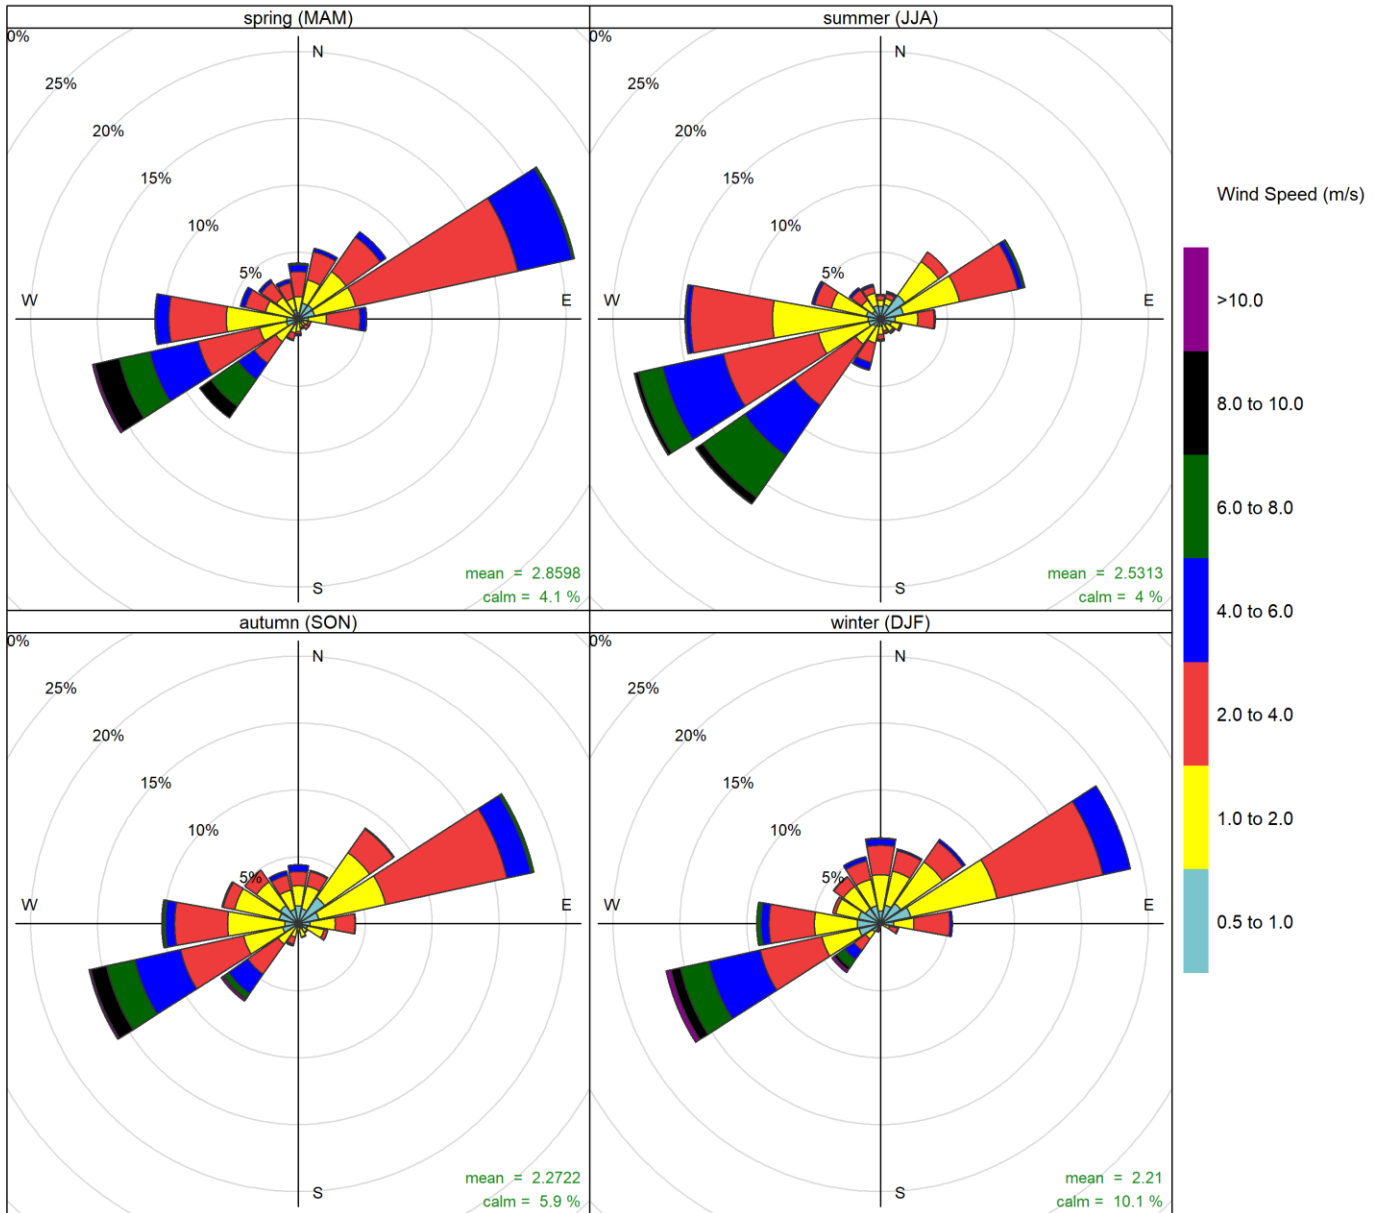 spring (MAM)
0%
25%
20%
15%
10%
5%
N
W
E
S
mean = 2.8598
calm = 4.1 %
summer (JJA)
0%
25%
20%
15%
10%
5%
N
W
E
S
mean = 2.5313
calm = 4 %
autumn (SON)
0%
25%
20%
15%
10%
5%
N
W
E
S
mean = 2.2722
calm = 5.9 %
winter (DJF)
0%
25%
20%
15%
10%
5%
N
W
E
S
mean = 2.21
calm = 10.1 %
Wind Speed (m/s)
>10.0
8.0 to 10.0
6.0 to 8.0
4.0 to 6.0
2.0 to 4.0
1.0 to 2.0
0.5 to 1.0